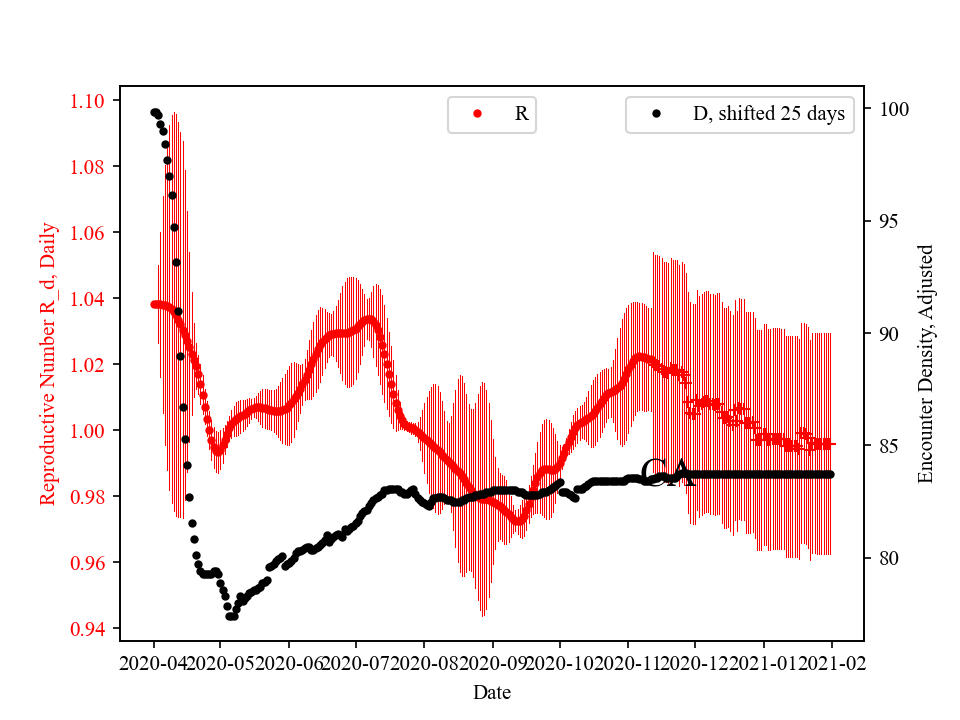 R
D, shifted 25 days
1.10
1.08
1.06
1.04
1.02
1.00
0.98
0.96
0.94
Reproductive Number R_d, Daily
100
95
90
85
80
Encounter Density, Adjusted
CA
2020-04 2020-05 2020-06 2020-07 2020-08 2020-09 2020-10 2020-11 2020-12 2021-01 2021-02
Date